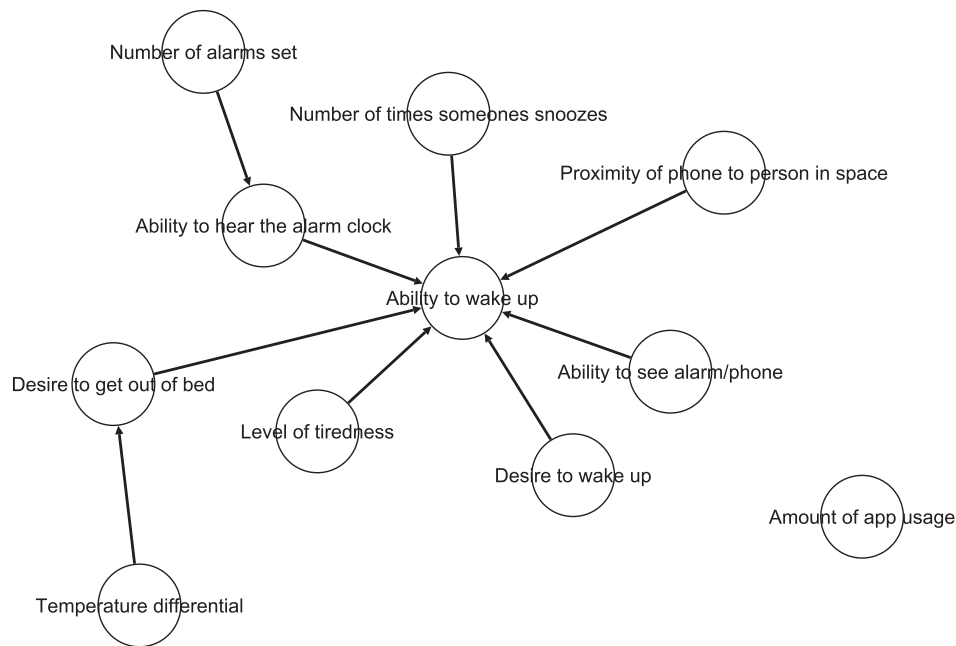 Number of alarms set
Number of times someones snoozes
Proximity of phone to person in space
Ability to hear the alarm clock
Ability to wake up
Ability to see alarm/phone
Desire to get out of bed
Level of tiredness
Desire to wake up
Amount of app usage
Temperature differential